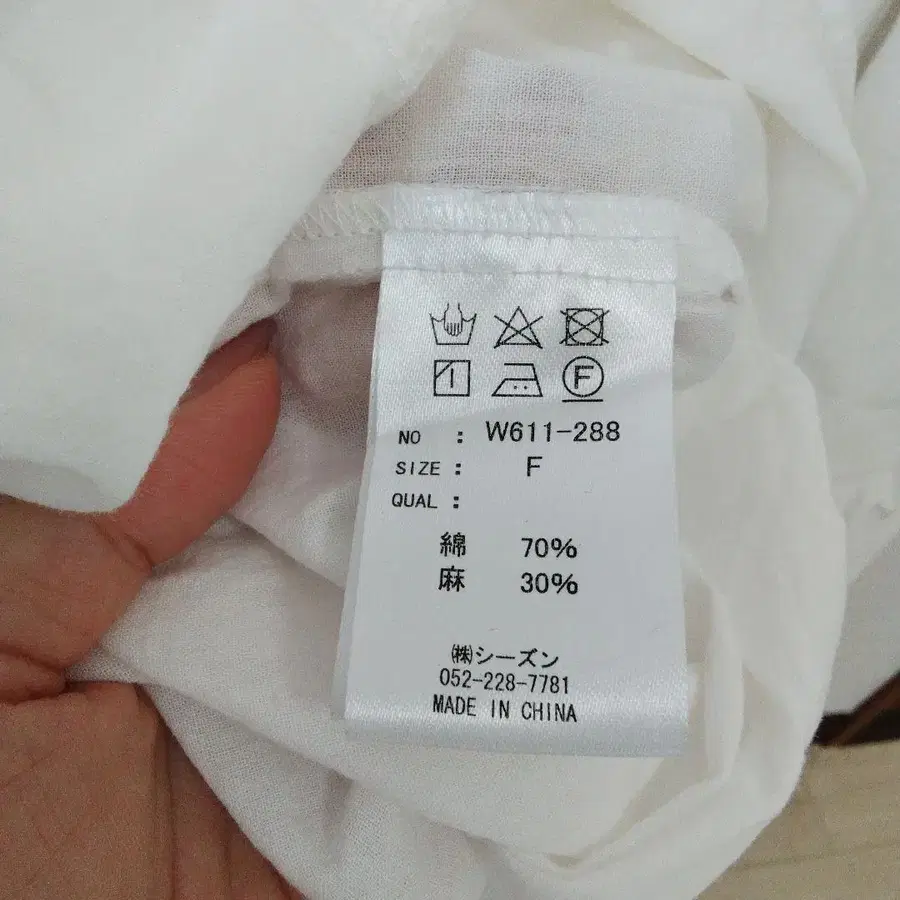 F
NO : W611-288
SIZE : F
QUAL :
綿 70%
麻 30%
㈱シーズン
052-228-7781
MADE IN CHINA